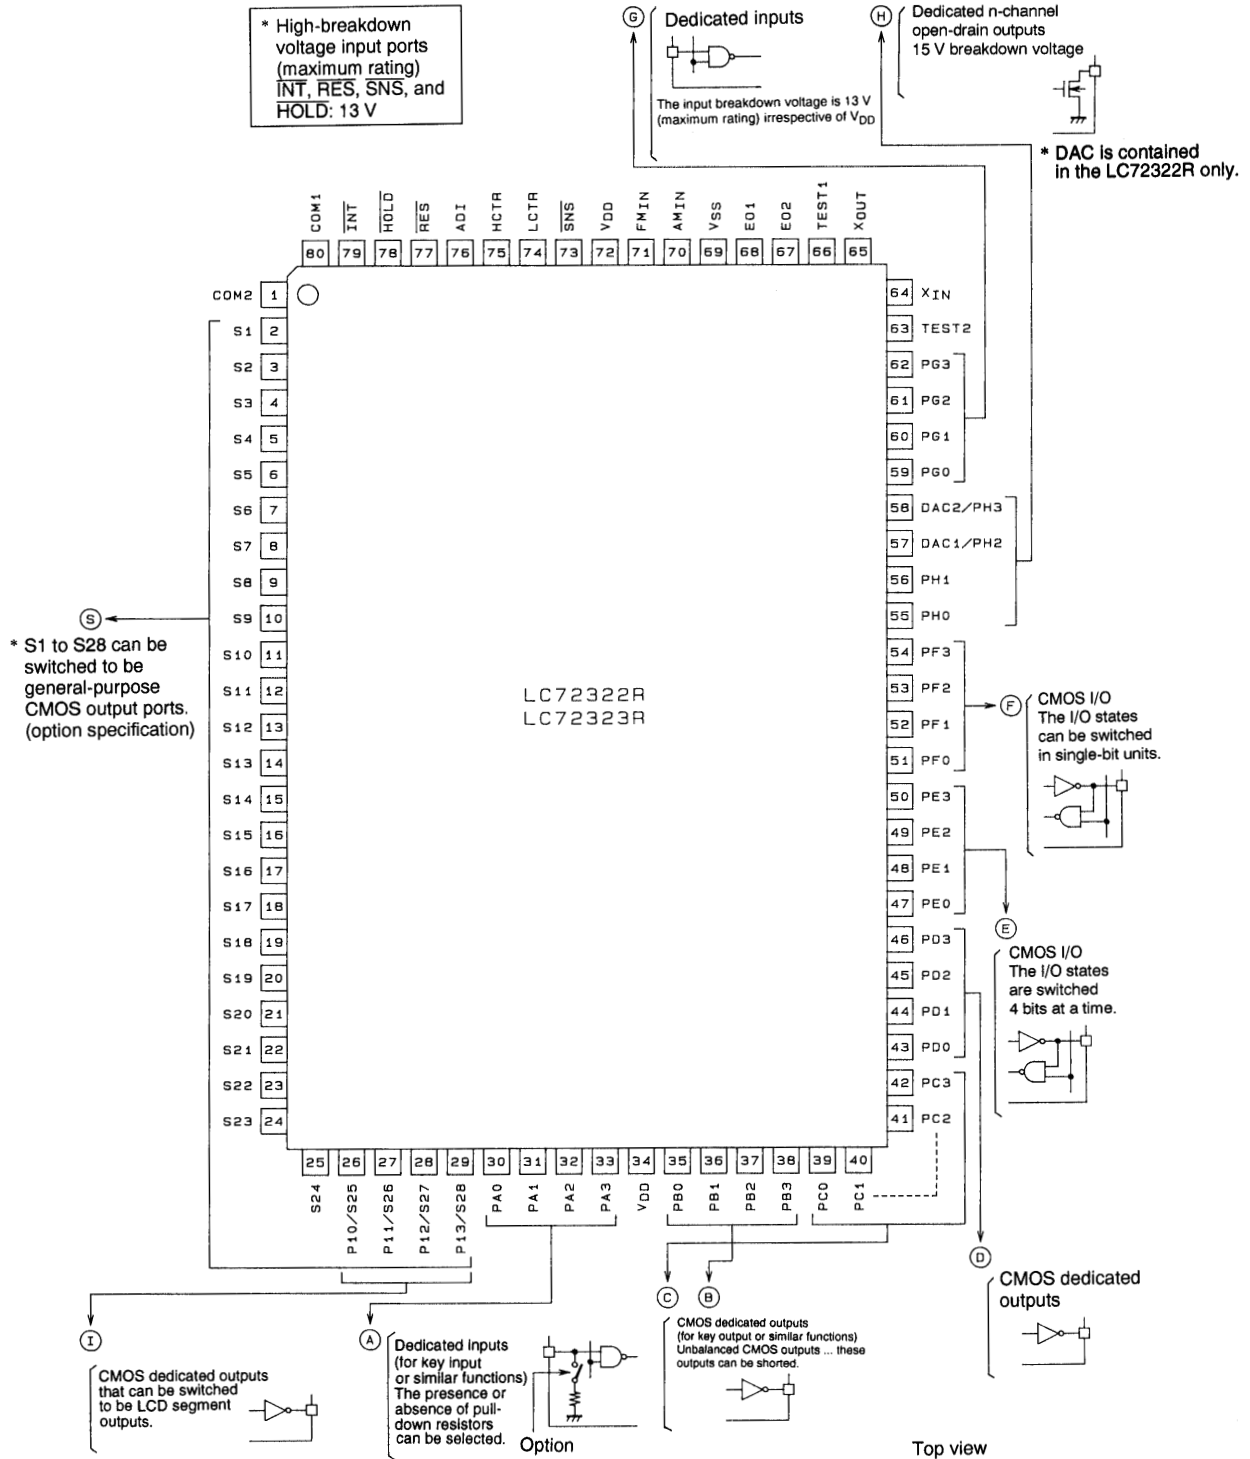 * High-breakdown
voltage input ports
(maximum rating)
INT, RES, SNS, and
HOLD: 13 V
G
Dedicated inputs
The input breakdown voltage is 13 V
(maximum rating) irrespective of VDD
H
Dedicated n-channel
open-drain outputs
15 V breakdown voltage
* DAC is contained
in the LC72322R only.
COM1 INT HOLD RES ADI HCTR LCTR SNS VDD FMIN AMIN VSS EO1 EO2 TEST1 XOUT
80 79 78 77 76 75 74 73 72 71 70 69 68 67 66 65
COM2 1
S1 2
S2 3
S3 4
S4 5
S5 6
S6 7
S7 8
S8 9
S9 10
S10 11
S11 12
S12 13
S13 14
S14 15
S15 16
S16 17
S17 18
S18 19
S19 20
S20 21
S21 22
S22 23
S23 24
S
* S1 to S28 can be
switched to be
general-purpose
CMOS output ports.
(option specification)
LC72322R
LC72323R
64 XIN
63 TEST2
62 PG3
61 PG2
60 PG1
59 PG0
58 DAC2/PH3
57 DAC1/PH2
56 PH1
55 PH0
54 PF3
53 PF2
52 PF1
51 PF0
50 PE3
49 PE2
48 PE1
47 PE0
46 PD3
45 PD2
44 PD1
43 PD0
42 PC3
41 PC2
F
CMOS I/O
The I/O states
can be switched
in single-bit units.
E
CMOS I/O
The I/O states
are switched
4 bits at a time.
25 26 27 28 29 30 31 32 33 34 35 36 37 38 39 40
S24 P10/S25 P11/S26 P12/S27 P13/S28 PA0 PA1 PA2 PA3 VDD PB0 PB1 PB2 PB3 PC0 PC1
D
CMOS dedicated
outputs
I
CMOS dedicated outputs
that can be switched
to be LCD segment
outputs.
A
Dedicated inputs
(for key input
or similar functions)
The presence or
absence of pull-
down resistors
can be selected.
Option
C B
CMOS dedicated outputs
(for key output or similar functions)
Unbalanced CMOS outputs ... these
outputs can be shorted.
Top view